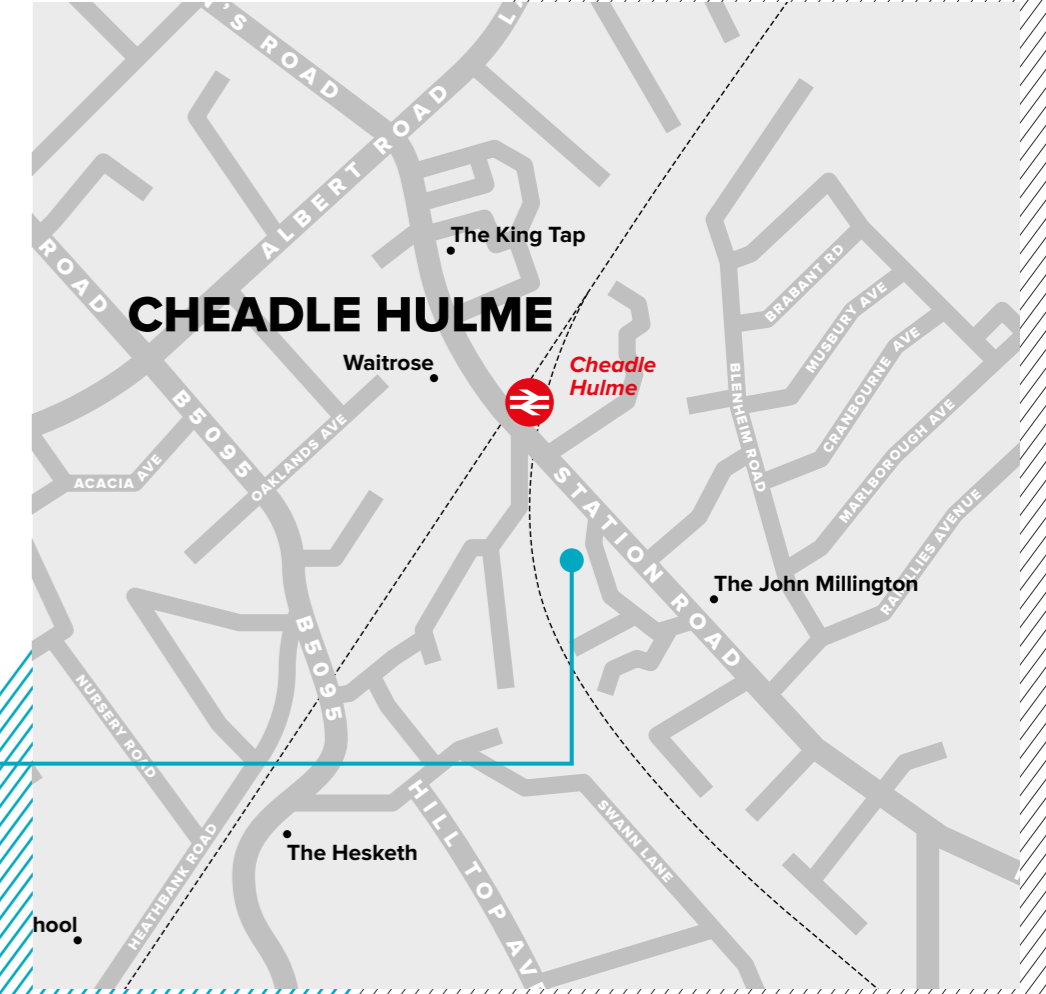 'S ROAD
ALBERT ROAD
The King Tap
ROAD
BRABANT RD
MUSBURY AVE
CHEADLE HULME
Waitrose
Cheadle
Hulme
CRANBOURNE AVE
BLENHEIM ROAD
MARLBOROUGH AVE
B5095
OAKLANDS AVE
ACACIA AVE
STATION ROAD
RAMILLIES AVENUE
The John Millington
B5095
NURSERY ROAD
HILL TOP AV
SWANN LANE
The Hesketh
HEATHBANK ROAD
hool